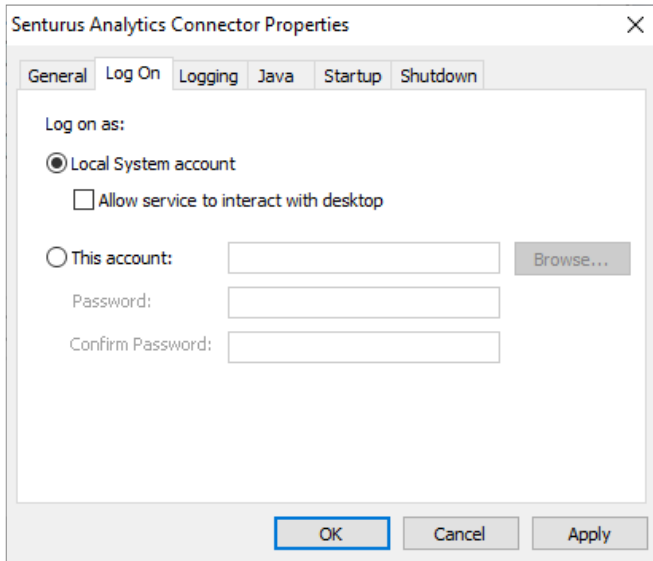 Senturus Analytics Connector Properties
General Log On Logging Java Startup Shutdown
Log on as:
Local System account
Allow service to interact with desktop
This account:
Browse...
Password:
Confirm Password:
OK Cancel Apply